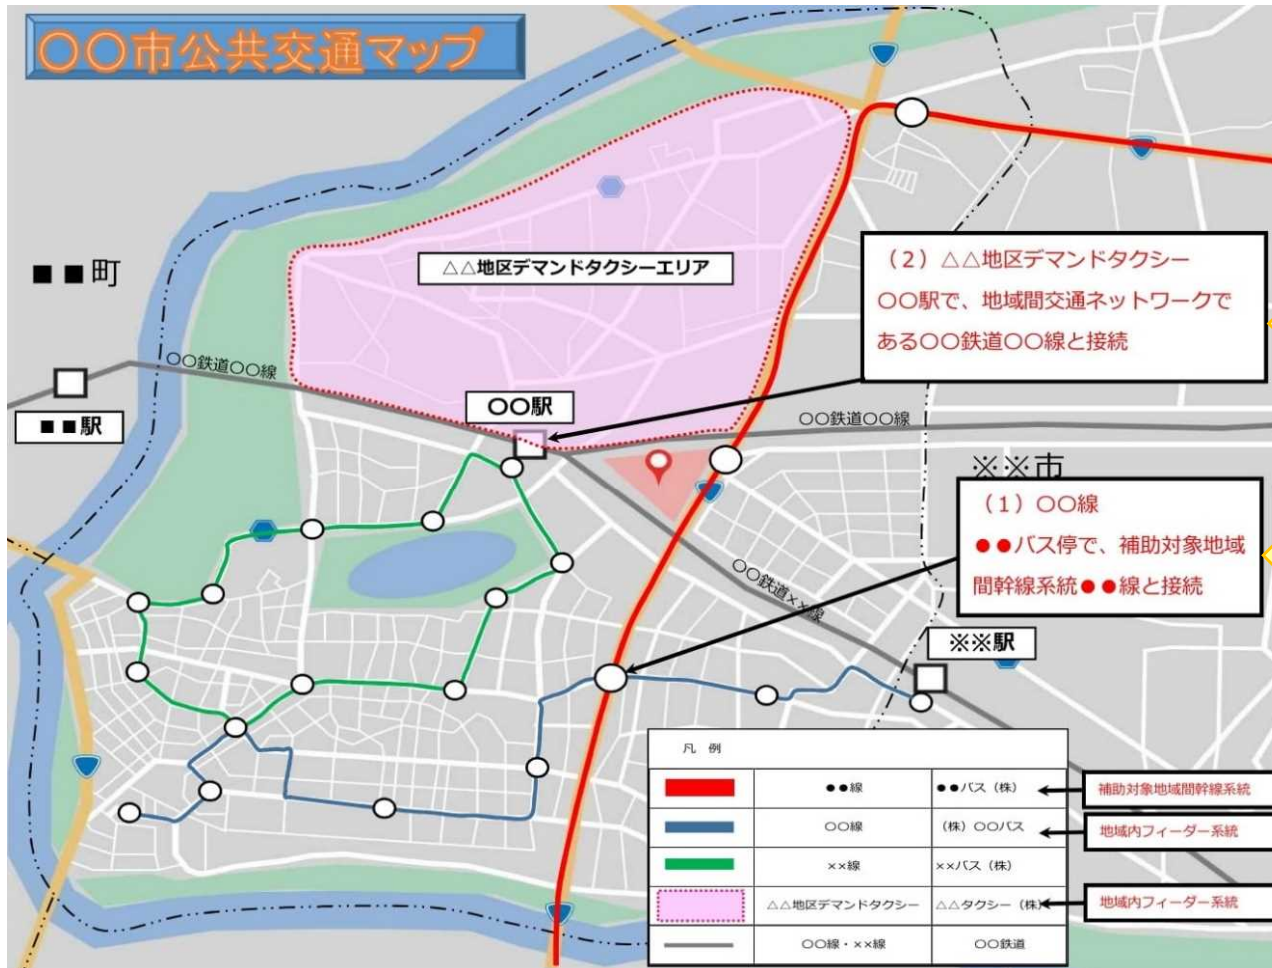 〇〇市公共交通マップ
■■町
△△地区デマンドタクシーエリア
（2）△△地区デマンドタクシー
〇〇駅で、地域間交通ネットワークで
ある〇〇鉄道〇〇線と接続
〇〇鉄道〇〇線
■■駅
〇〇駅
〇〇鉄道〇〇線
※※市
（1）〇〇線
●●バス停で、補助対象地域
間幹線系統●●線と接続
〇〇鉄道××線
※※駅
凡 例
●●線 ●●バス（株） 補助対象地域間幹線系統
〇〇線 （株）〇〇バス 地域内フィーダー系統
××線 ××バス（株）
△△地区デマンドタクシー △△タクシー（株） 地域内フィーダー系統
〇〇線・××線 〇〇鉄道